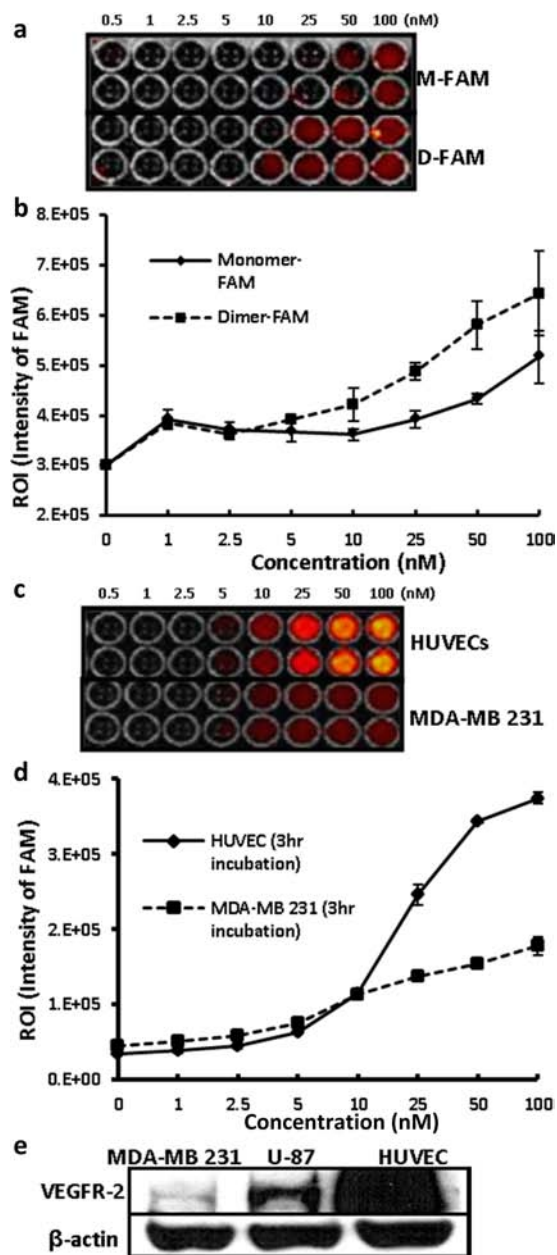 a
0.5 1 2.5 5 10 25 50 100 (nM)
M-FAM
D-FAM
b
8.E+05
7.E+05
6.E+05
5.E+05
4.E+05
3.E+05
2.E+05
ROI (Intensity of FAM)
Monomer-
FAM
Dimer-FAM
0 1 2.5 5 10 25 50 100
Concentration (nM)
c
0.5 1 2.5 5 10 25 50 100 (nM)
HUVECs
MDA-MB 231
d
4.E+05
3.E+05
2.E+05
1.E+05
0.E+00
ROI (Intensity of FAM)
HUVEC (3hr
incubation)
MDA-MB 231 (3hr
incubation)
0 1 2.5 5 10 25 50 100
Concentration (nM)
e
MDA-MB 231 U-87 HUVEC
VEGFR-2
β-actin